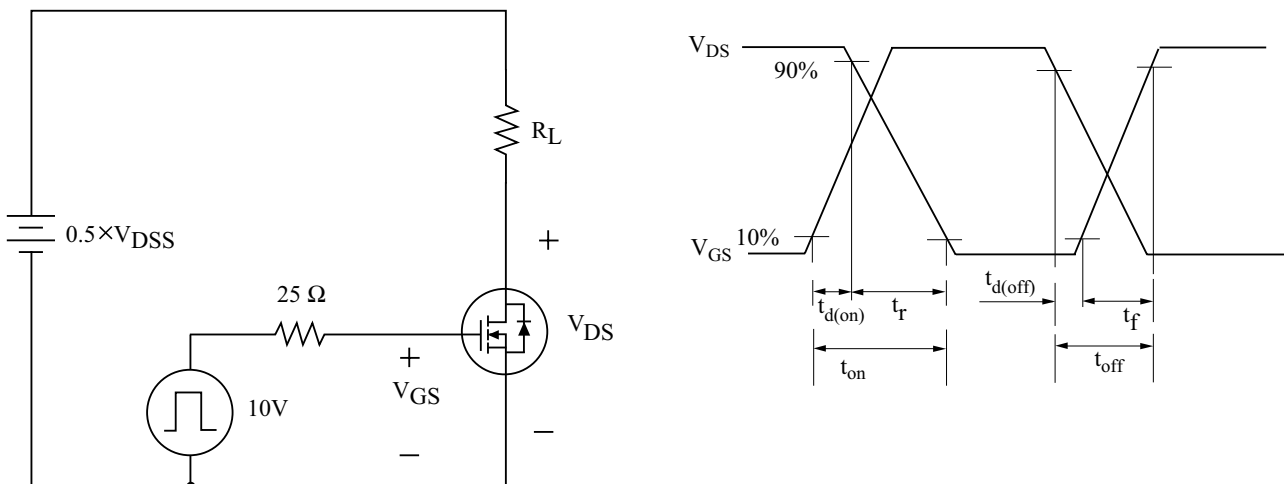 R_L
0.5×V_DSS
25 Ω
+
V_DS
+
V_GS
10V
−
−
V_DS
90%
V_GS
10%
t_d(on)
t_r
t_d(off)
t_f
t_on
t_off